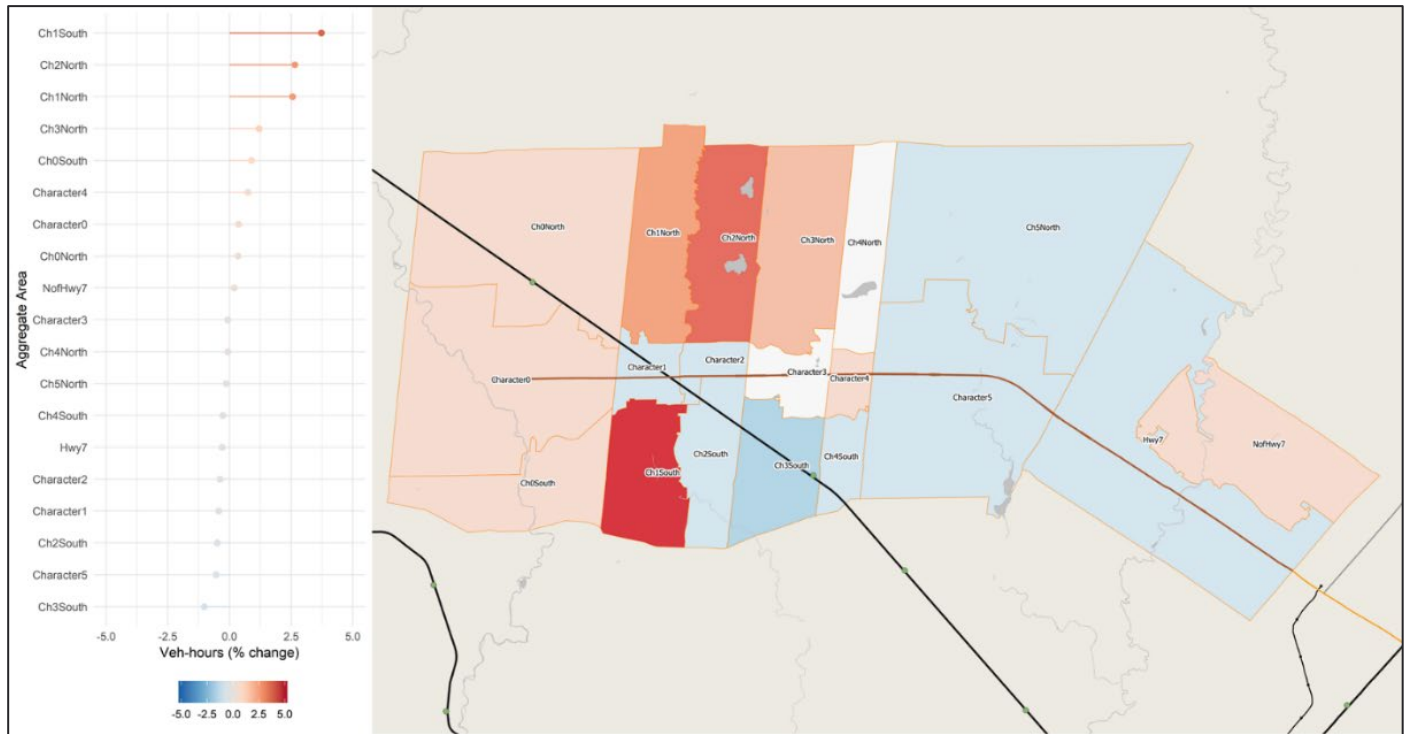 Ch1South
Ch2North
Ch1North
Ch3North
Ch0South
Character4
Character0
Ch0North
NofHwy7
Character3
Ch4North
Ch5North
Ch4South
Hwy7
Character2
Character1
Ch2South
Character5
Ch3South
Aggregate Area
-5.0 -2.5 0.0 2.5 5.0
Veh-hours (% change)
-5.0 -2.5 0.0 2.5 5.0
Ch0North
Ch1North
Ch2North
Ch3North
Ch4North
Ch5North
Character0
Character1
Character2
Character3
Character4
Character5
Hwy7
NofHwy7
Ch0South
Ch1South
Ch2South
Ch3South
Ch4South